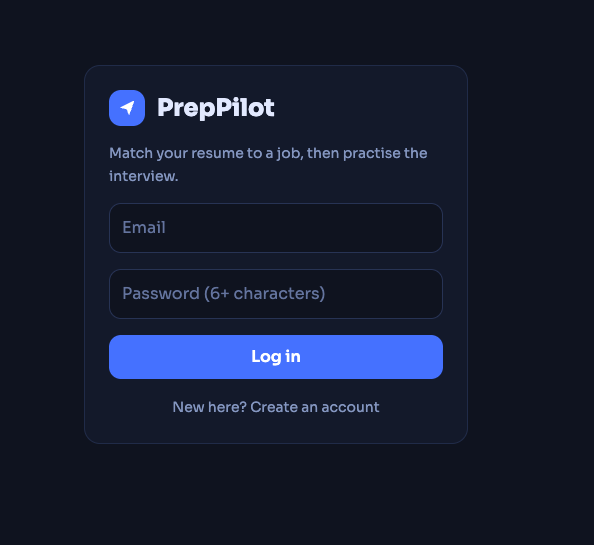 PrepPilot
Match your resume to a job, then practise the
interview.
Email
Password (6+ characters)
Log in
New here? Create an account